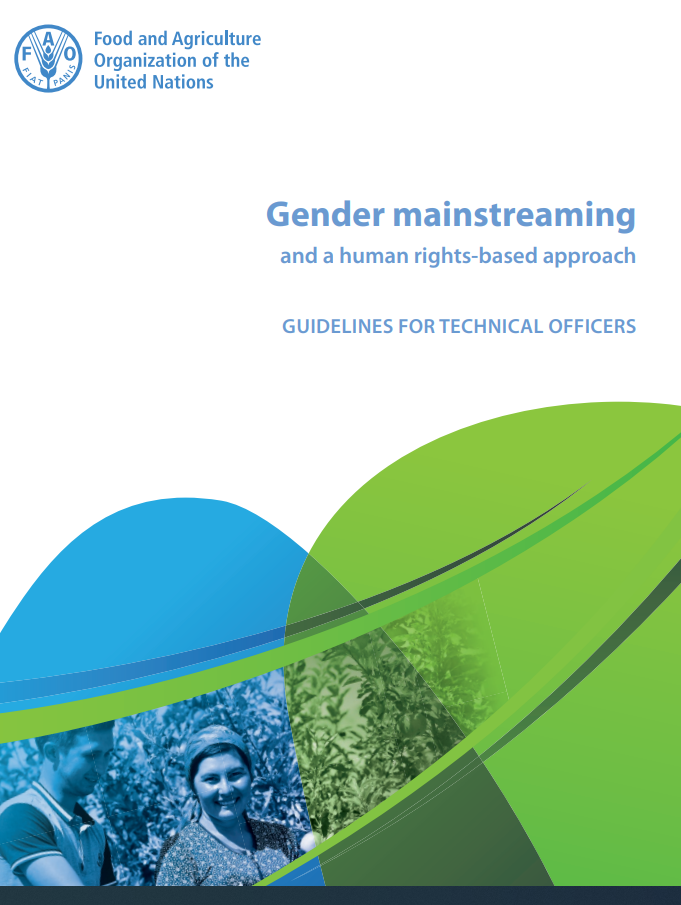 F A O
FIAT PANIS
Food and Agriculture
Organization of the
United Nations
Gender mainstreaming
and a human rights-based approach
GUIDELINES FOR TECHNICAL OFFICERS